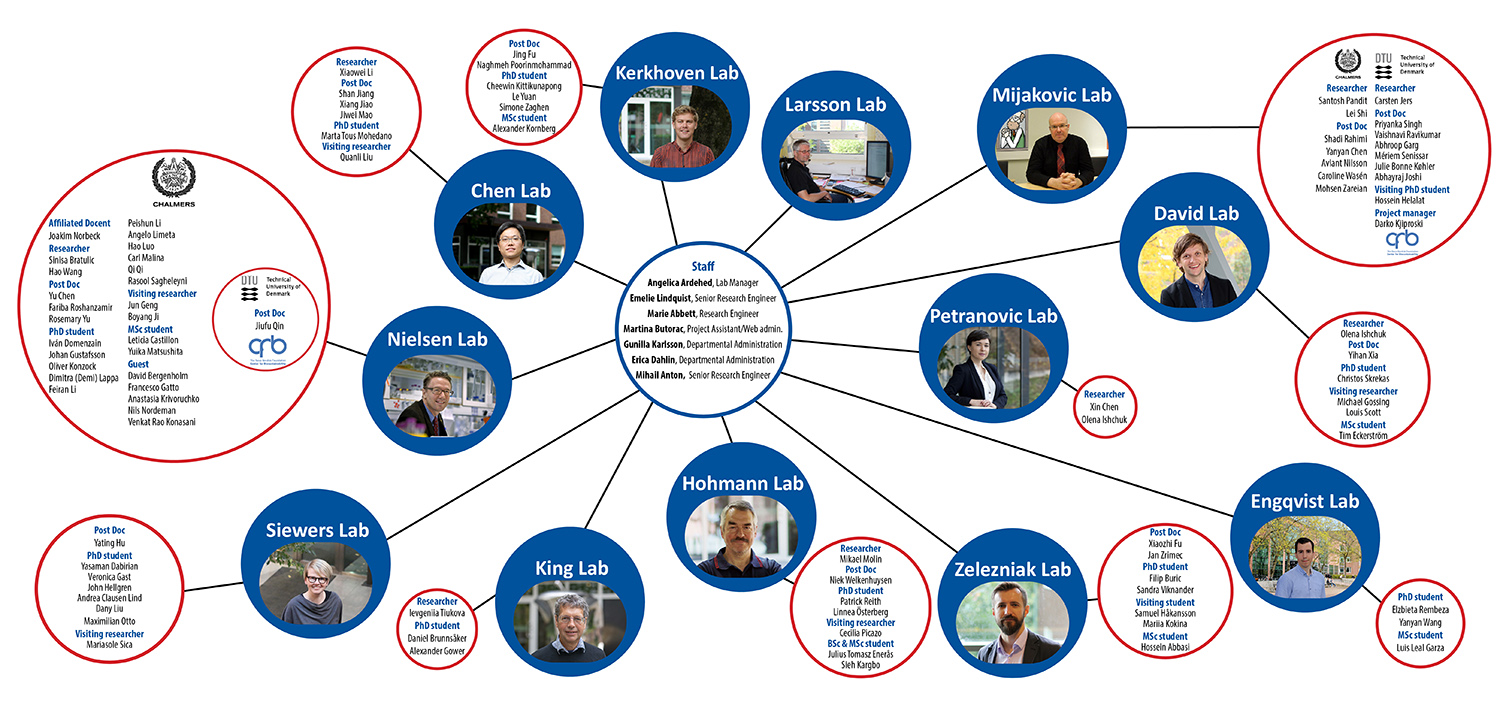 Kerkhoven Lab
Post Doc
Jing Fu
Naghmeh Poorinmohammad
PhD student
Cheewin Kittikunapong
Le Yuan
Simone Zaghen
MSc student
Alexander Kornberg
Larsson Lab
Mijakovic Lab
CHALMERS
Researcher
Santosh Pandit
Lei Shi
Post Doc
Shadi Rahimi
Yanyan Chen
Aviant Nilsson
Caroline Wasén
Mohsen Zareian
DTU
Technical
University of
Denmark
Researcher
Carsten Jers
Post Doc
Priyanka Singh
Vaishnavi Ravikumar
Abhroop Garg
Mériem Senissar
Julie Bonne Køhler
Abhayraj Joshi
Visiting PhD student
Hossein Helalat
Project manager
Darko Kjiproski
cfb
Chen Lab
Researcher
Xiaowei Li
Post Doc
Shan Jiang
Xiang Jiao
Jiwei Mao
PhD student
Marta Tous Mohedano
Visiting researcher
Quanli Liu
David Lab
Researcher
Olena Ishchuk
Post Doc
Yihan Xia
PhD student
Christos Skrekas
Visiting researcher
Michael Gossing
Louis Scott
MSc student
Tim Eckerström
Staff
Angelica Ardehed, Lab Manager
Emelie Lindquist, Senior Research Engineer
Marie Abbett, Research Engineer
Martina Butorac, Project Assistant/Web admin.
Gunilla Karlsson, Departmental Administration
Erica Dahlin, Departmental Administration
Mihail Anton, Senior Research Engineer
Petranovic Lab
Researcher
Xin Chen
Olena Ishchuk
Nielsen Lab
CHALMERS
Affiliated Docent
Joakim Norbeck
Researcher
Sinisa Bratulic
Hao Wang
Post Doc
Yu Chen
Fariba Roshanzamir
Rosemary Yu
PhD student
Iván Domenzain
Johan Gustafsson
Oliver Konzock
Dimitra (Demi) Lappa
Feiran Li
Peishun Li
Angelo Limeta
Hao Luo
Carl Malina
Qi Qi
Rasool Saghaleyni
Visiting researcher
Jun Geng
Boyang Ji
MSc student
Leticia Castillon
Yuika Matsushita
Guest
David Bergenholm
Francesco Gatto
Anastasia Krivoruchko
Nils Nordeman
Venkat Rao Konasani
DTU
Technical
University of
Denmark
Post Doc
Jiufu Qin
cfb
Siewers Lab
Post Doc
Yating Hu
PhD student
Yasaman Dabirian
Veronica Gast
John Hellgren
Andrea Clausen Lind
Dany Liu
Maximilian Otto
Visiting researcher
Mariasole Sica
King Lab
Researcher
Ievgeniia Tiukova
PhD student
Daniel Brunnsåker
Alexander Gower
Hohmann Lab
Researcher
Mikael Molin
Post Doc
Niek Welkenhuysen
PhD student
Patrick Reith
Linnea Österberg
Visiting researcher
Cecilia Picazo
BSc & MSc student
Julius Tomasz Enerås
Sieh Kargbo
Zelezniak Lab
Post Doc
Xiaozhi Fu
Jan Zrimec
PhD student
Filip Buric
Sandra Viknander
Visiting student
Samuel Håkansson
Mariia Kokina
MSc student
Hossein Abbasi
Engqvist Lab
PhD student
Elzbieta Rembeza
Yanyan Wang
MSc student
Luis Leal Garza